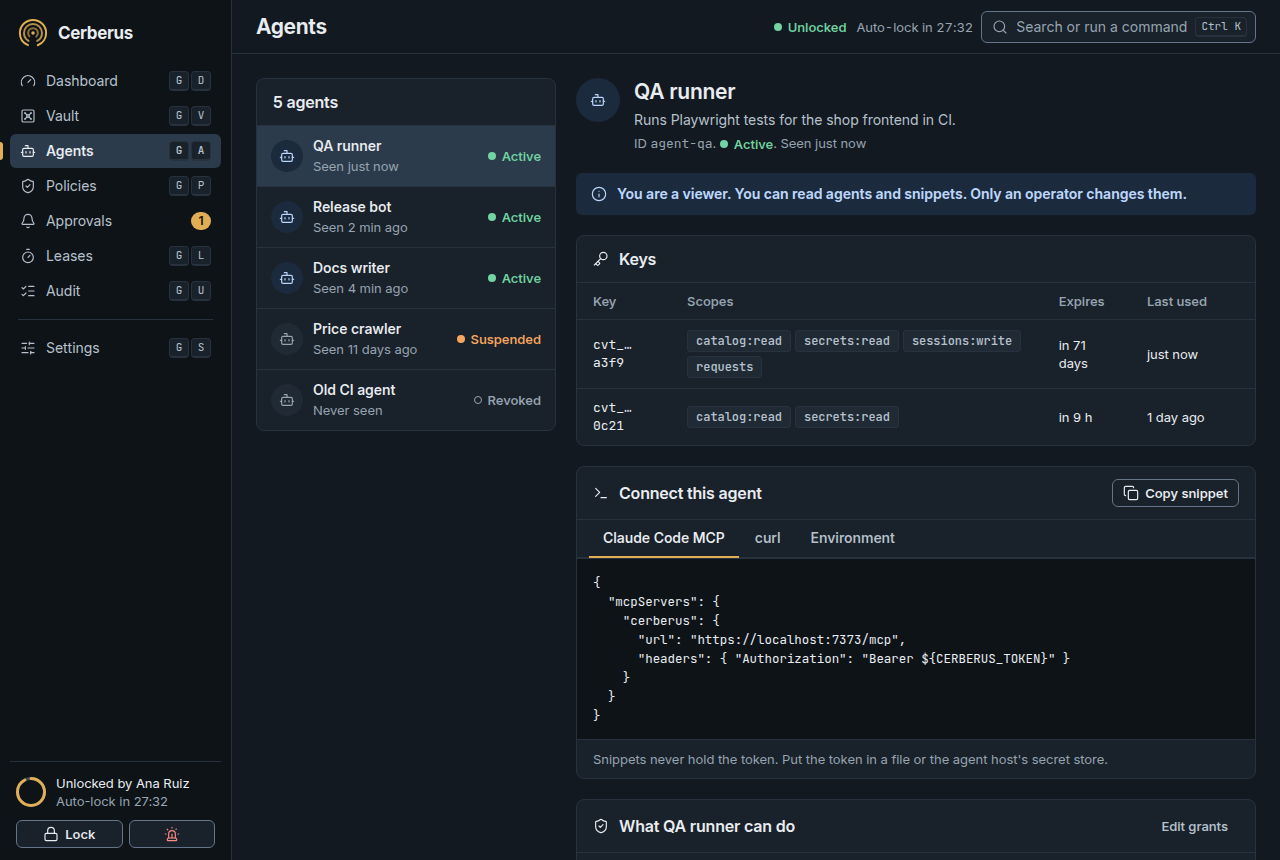 Cerberus
Dashboard G D
Vault G V
Agents G A
Policies G P
Approvals 1
Leases G L
Audit G U
Settings G S
Unlocked by Ana Ruiz
Auto-lock in 27:32
Lock
Agents
Unlocked Auto-lock in 27:32 Search or run a command Ctrl K
5 agents
QA runner
Seen just now
Active
Release bot
Seen 2 min ago
Active
Docs writer
Seen 4 min ago
Active
Price crawler
Seen 11 days ago
Suspended
Old CI agent
Never seen
Revoked
QA runner
Runs Playwright tests for the shop frontend in CI.
ID agent-qa. Active. Seen just now
You are a viewer. You can read agents and snippets. Only an operator changes them.
Keys
Key Scopes Expires Last used
cvt_…
a3f9
catalog:read secrets:read sessions:write
requests
in 71
days
just now
cvt_…
0c21
catalog:read secrets:read
in 9 h
1 day ago
Connect this agent
Copy snippet
Claude Code MCP curl Environment
{
  "mcpServers": {
    "cerberus": {
      "url": "https://localhost:7373/mcp",
      "headers": { "Authorization": "Bearer ${CERBERUS_TOKEN}" }
    }
  }
}
Snippets never hold the token. Put the token in a file or the agent host's secret store.
What QA runner can do
Edit grants